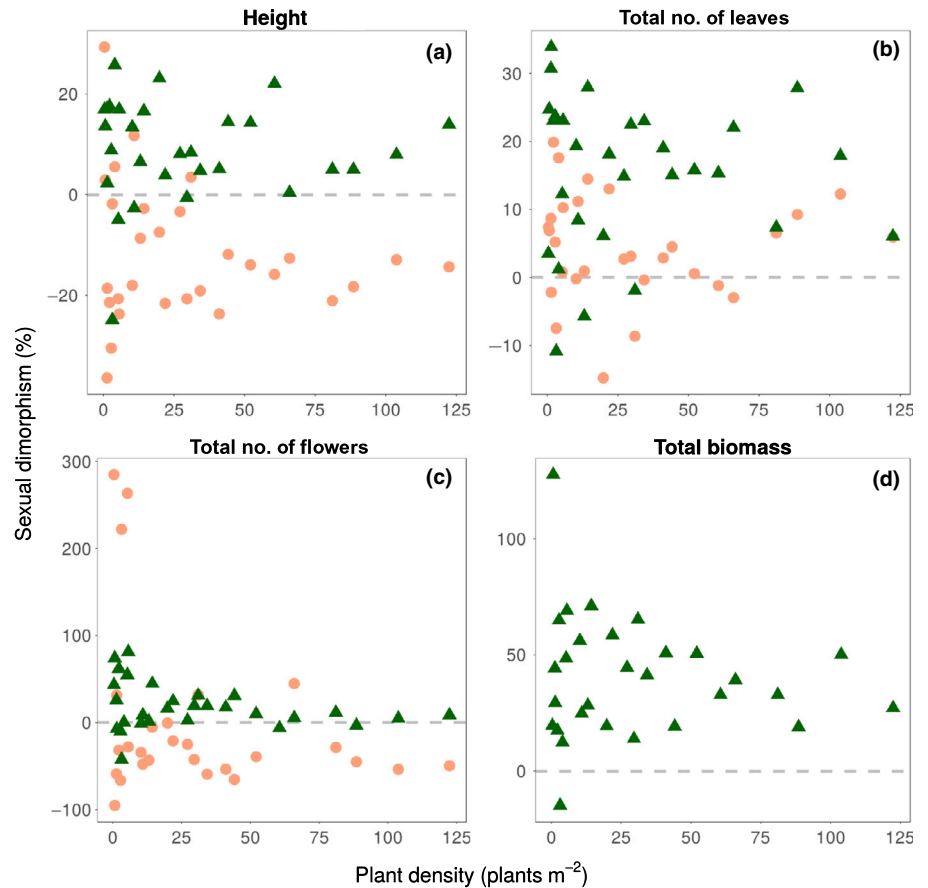 Height
Total no. of leaves
(a)
(b)
20
0
−20
30
20
10
0
−10
0 25 50 75 100 125
0 25 50 75 100 125
Sexual dimorphism (%)
Total no. of flowers
Total biomass
(c)
(d)
300
200
100
0
−100
100
50
0
0 25 50 75 100 125
0 25 50 75 100 125
Plant density (plants m⁻²)